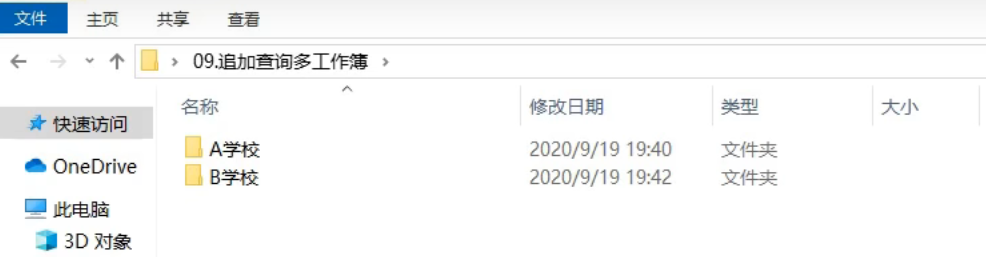 文件 主页 共享 查看
09.追加查询多工作簿
名称 修改日期 类型 大小
快速访问
A学校 2020/9/19 19:40 文件夹
OneDrive
B学校 2020/9/19 19:42 文件夹
此电脑
3D 对象